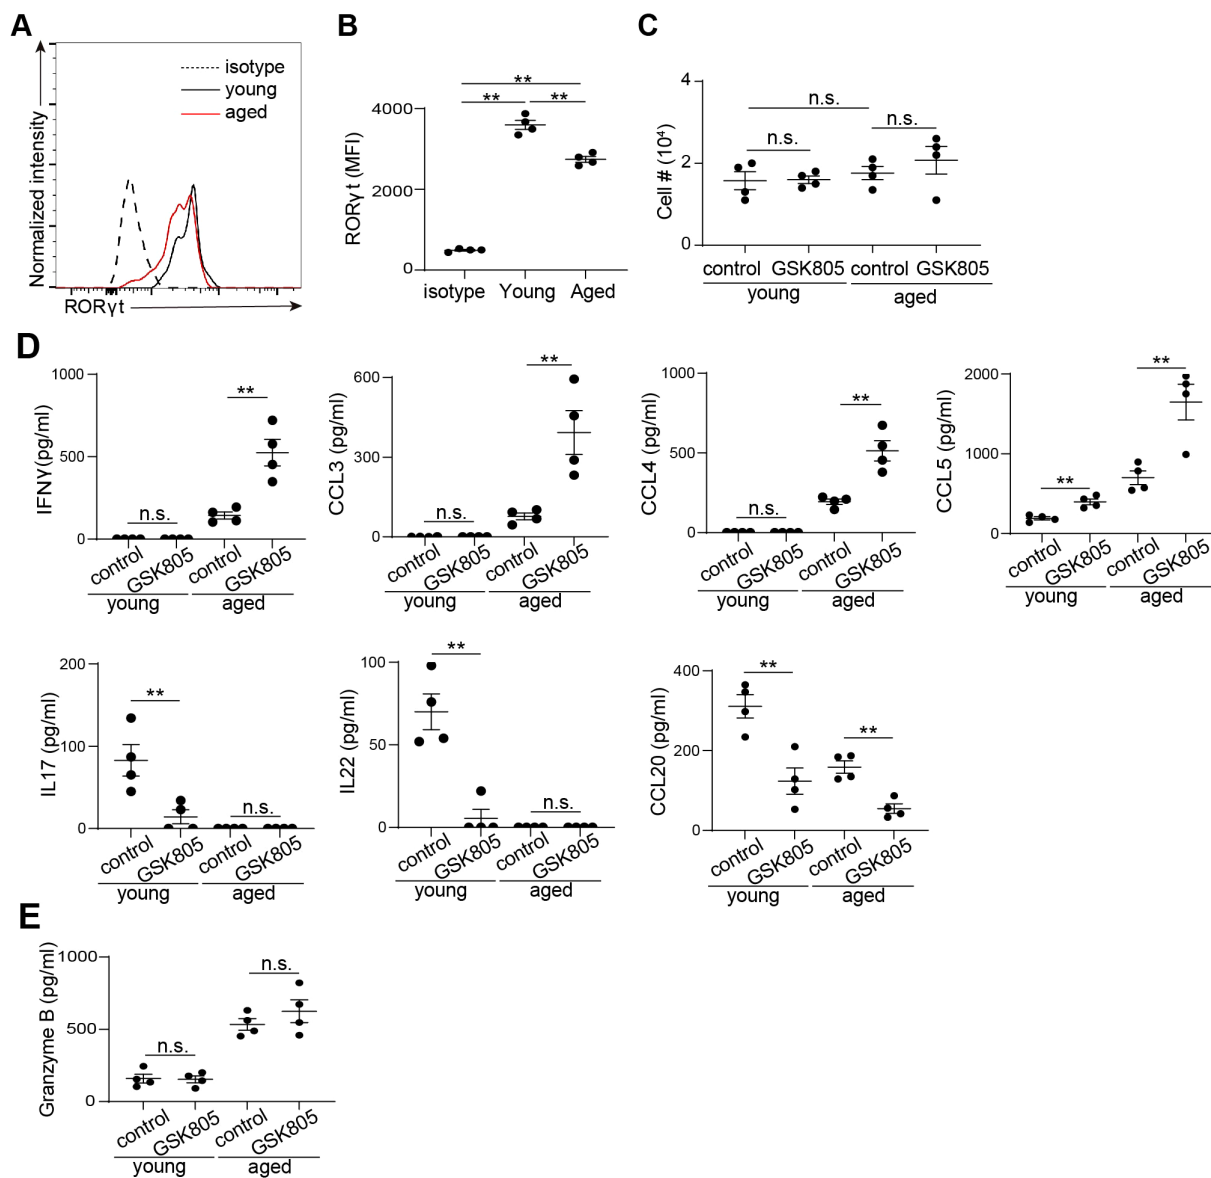 A
isotype
young
aged
Normalized intensity
RORγt
B
**
**
**
4000
2000
0
RORγt (MFI)
isotype Young Aged
C
n.s.
n.s.
n.s.
4
2
0
Cell # (10⁴)
control GSK805 control GSK805
young aged
D
1000
500
0
IFNγ(pg/ml)
n.s.
**
control GSK805 control GSK805
young aged
600
300
0
CCL3 (pg/ml)
n.s.
**
control GSK805 control GSK805
young aged
1000
500
0
CCL4 (pg/ml)
n.s.
**
control GSK805 control GSK805
young aged
2000
1000
0
CCL5 (pg/ml)
**
**
control GSK805 control GSK805
young aged
200
100
0
IL17 (pg/ml)
**
n.s.
control GSK805 control GSK805
young aged
100
50
0
IL22 (pg/ml)
**
n.s.
control GSK805 control GSK805
young aged
400
200
0
CCL20 (pg/ml)
**
**
control GSK805 control GSK805
young aged
E
1000
500
0
Granzyme B (pg/ml)
n.s.
n.s.
control GSK805 control GSK805
young aged